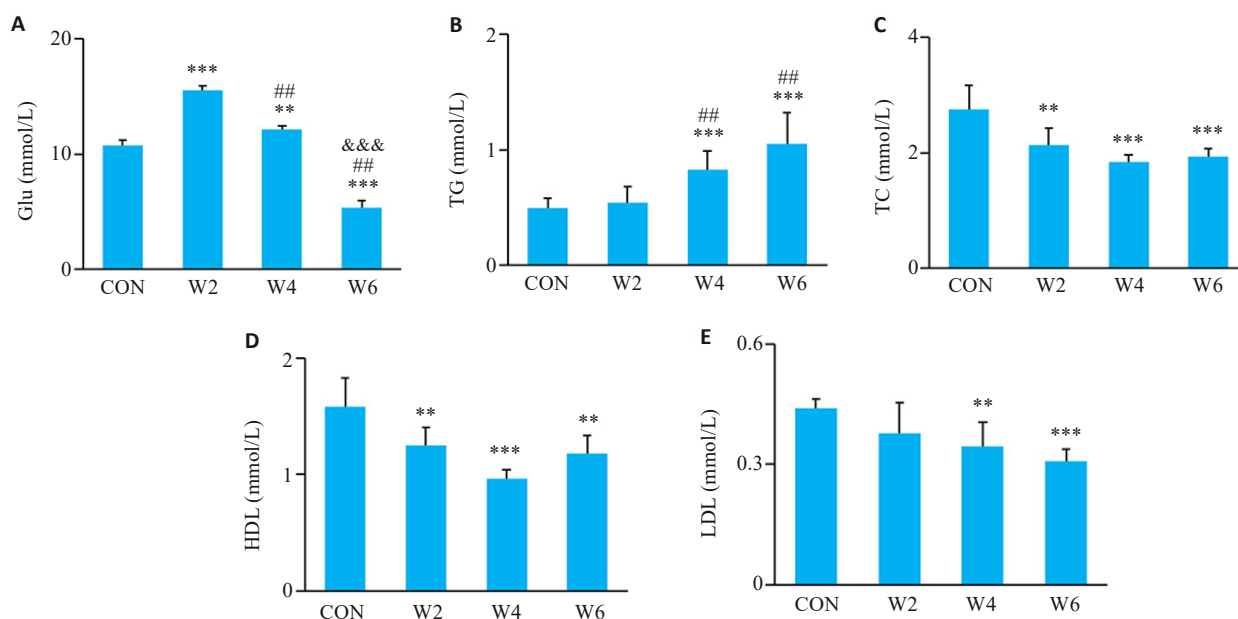 A
20
10
0
Glu (mmol/L)
***
##
**
&&&
##
***
CON W2 W4 W6
B
2
1
0
TG (mmol/L)
##
***
##
***
CON W2 W4 W6
C
4
2
0
TC (mmol/L)
**
***
***
CON W2 W4 W6
D
2
1
0
HDL (mmol/L)
**
***
**
CON W2 W4 W6
E
0.6
0.3
0
LDL (mmol/L)
**
***
CON W2 W4 W6